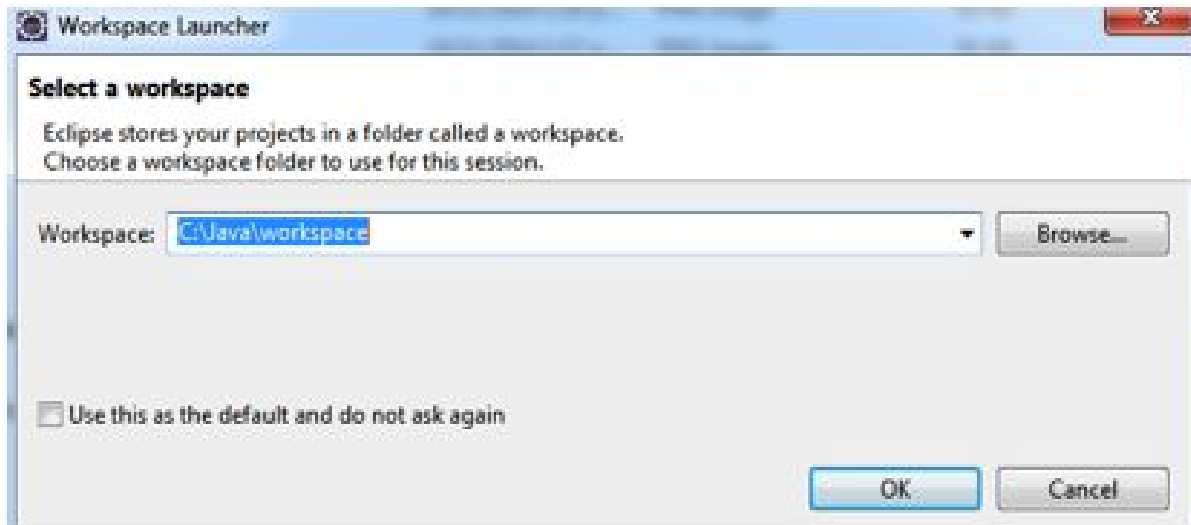 Workspace Launcher
Select a workspace
Eclipse stores your projects in a folder called a workspace.
Choose a workspace folder to use for this session.
Workspace: C:\Java\workspace Browse...
Use this as the default and do not ask again
OK Cancel